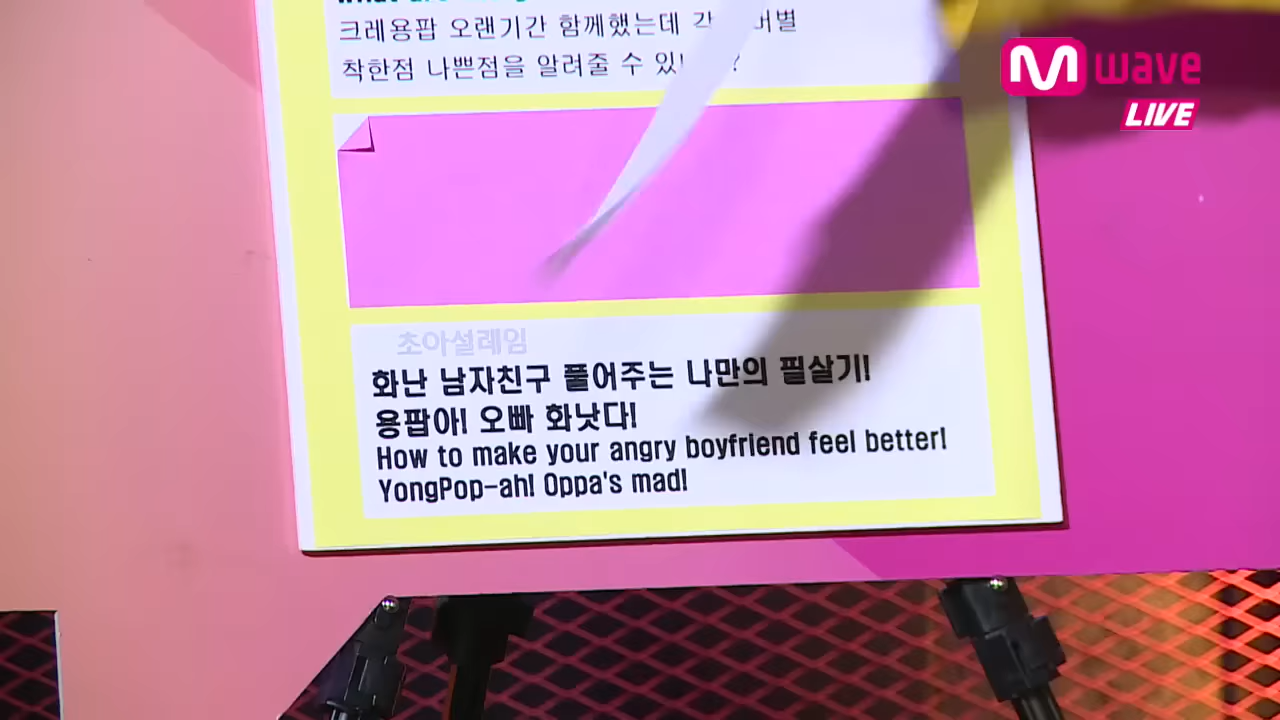 크레용팝 오랜기간 함께했는데
착한점 나쁜점을 알려줄 수
초아설레임
화난 남자친구 풀어주는 나만의 필살기!
용팝아! 오빠 화낫다!
How to make your angry boyfriend feel better!
YongPop-ah! Oppa's mad!
M wave
LIVE